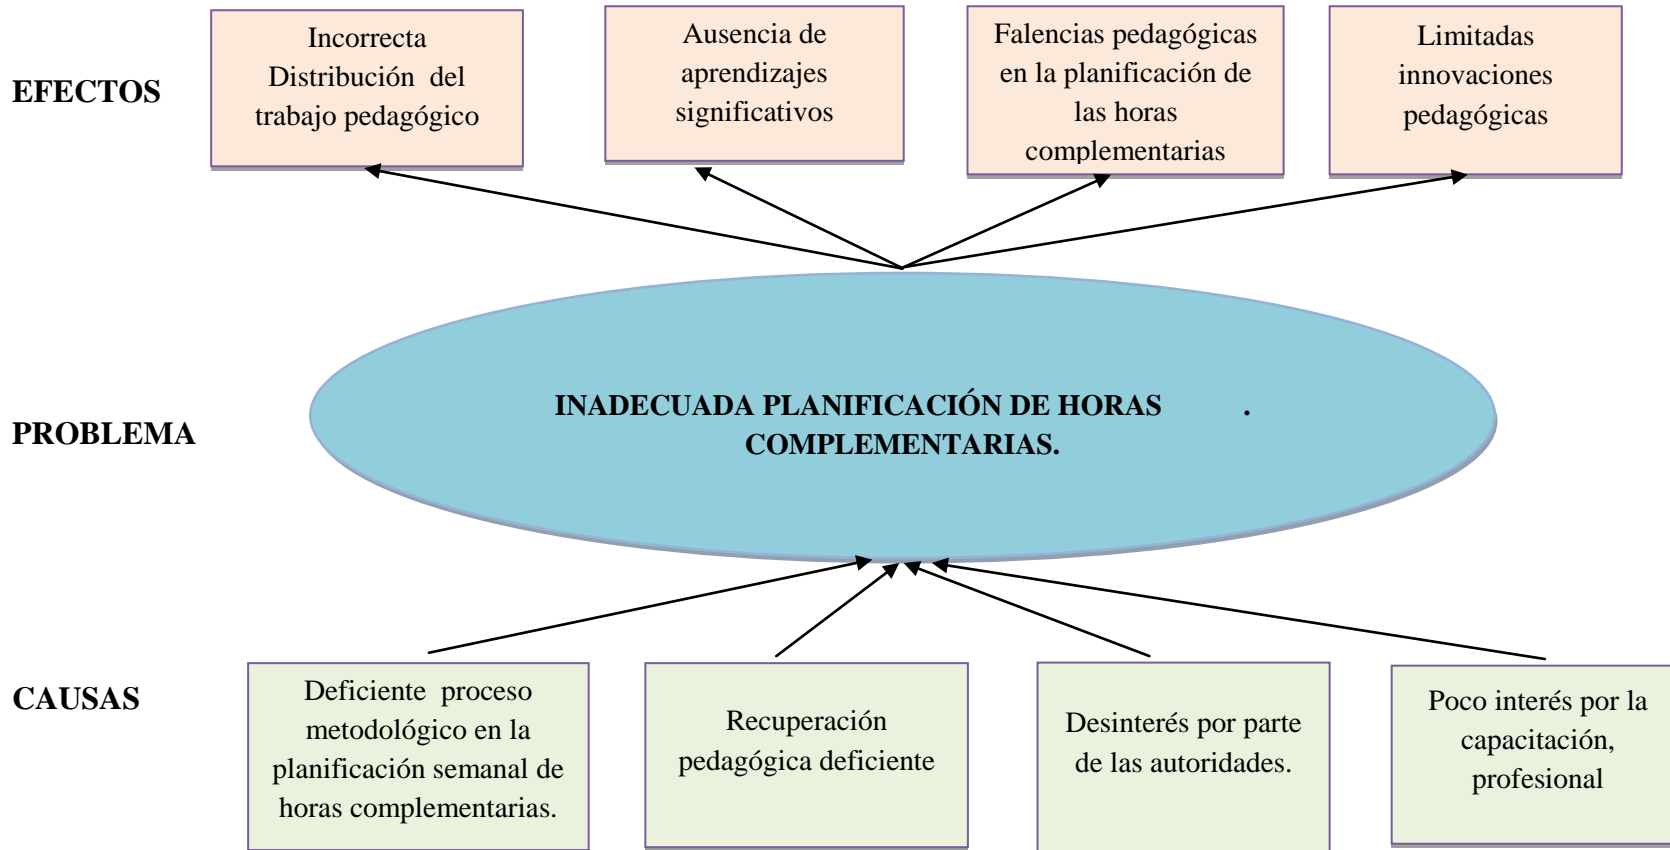 EFECTOS
Incorrecta
Distribución  del
trabajo pedagógico
Ausencia de
aprendizajes
significativos
Falencias pedagógicas
en la planificación de
las horas
complementarias
Limitadas
innovaciones
pedagógicas
PROBLEMA
INADECUADA PLANIFICACIÓN DE HORAS .
COMPLEMENTARIAS.
CAUSAS
Deficiente  proceso
metodológico en la
planificación semanal de
horas complementarias.
Recuperación
pedagógica deficiente
Desinterés por parte
de las autoridades.
Poco interés por la
capacitación,
profesional